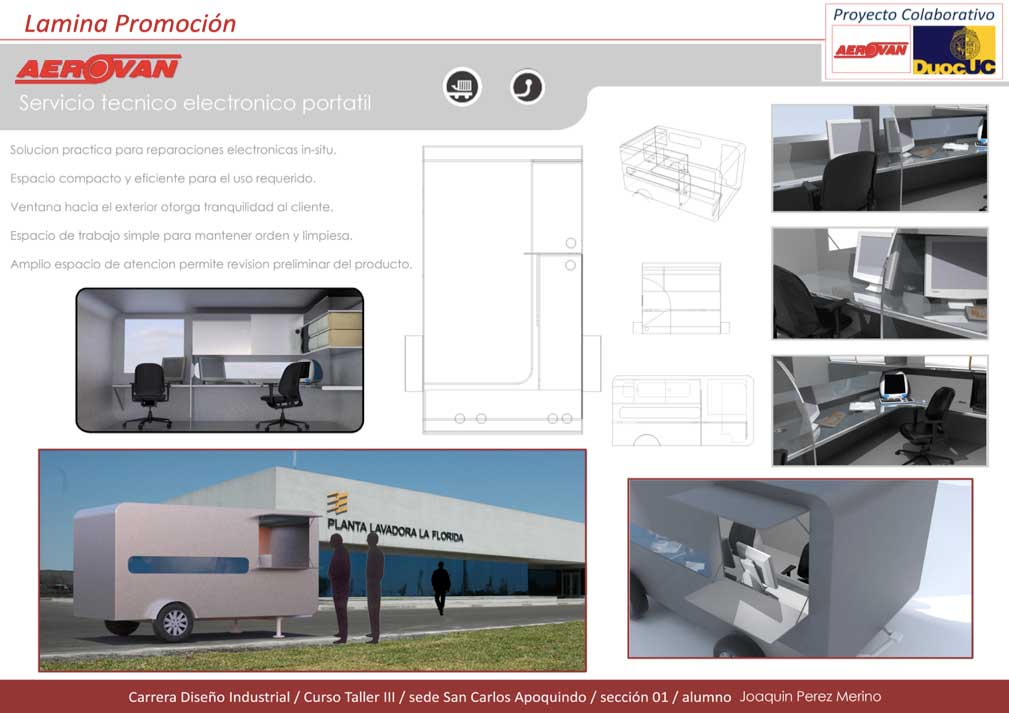 Lamina Promoción
Proyecto Colaborativo
AEROVAN
DuocUC
AEROVAN
Servicio tecnico electronico portatil
Solucion practica para reparaciones electronicas in-situ.
Espacio compacto y eficiente para el uso requerido.
Ventana hacia el exterior otorga tranquilidad al cliente.
Espacio de trabajo simple para mantener orden y limpiesa.
Amplio espacio de atencion permite revision preliminar del producto.
PLANTA LAVADORA LA FLORIDA
Carrera Diseño Industrial / Curso Taller III / sede San Carlos Apoquindo / sección 01 / alumno Joaquin Perez Merino